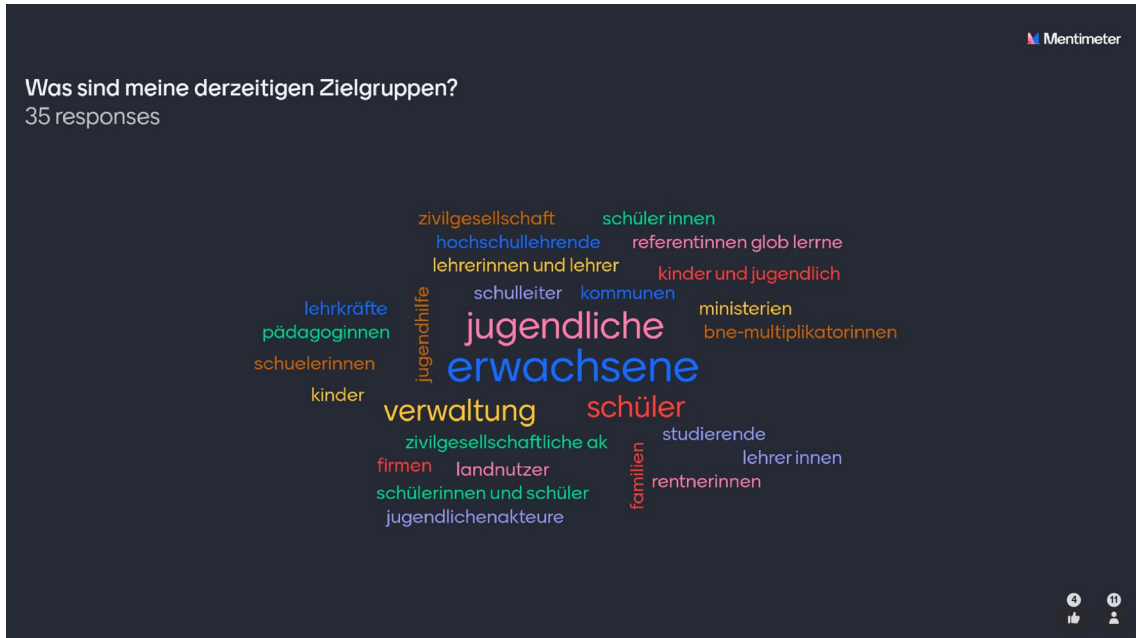 Mentimeter
Was sind meine derzeitigen Zielgruppen?
35 responses
zivilgesellschaft schüler innen
hochschullehrende referentinnen glob lerrne
lehrerinnen und lehrer kinder und jugendlich
schulleiter kommunen
lehrkräfte jugendhilfe ministerien
pädagoginnen jugendliche bne-multiplikatorinnen
schuelerinnen erwachsene
kinder
verwaltung schüler
zivilgesellschaftliche ak studierende
firmen landnutzer familien lehrer innen
rentnerinnen
schülerinnen und schüler
jugendlichenakteure
4 11